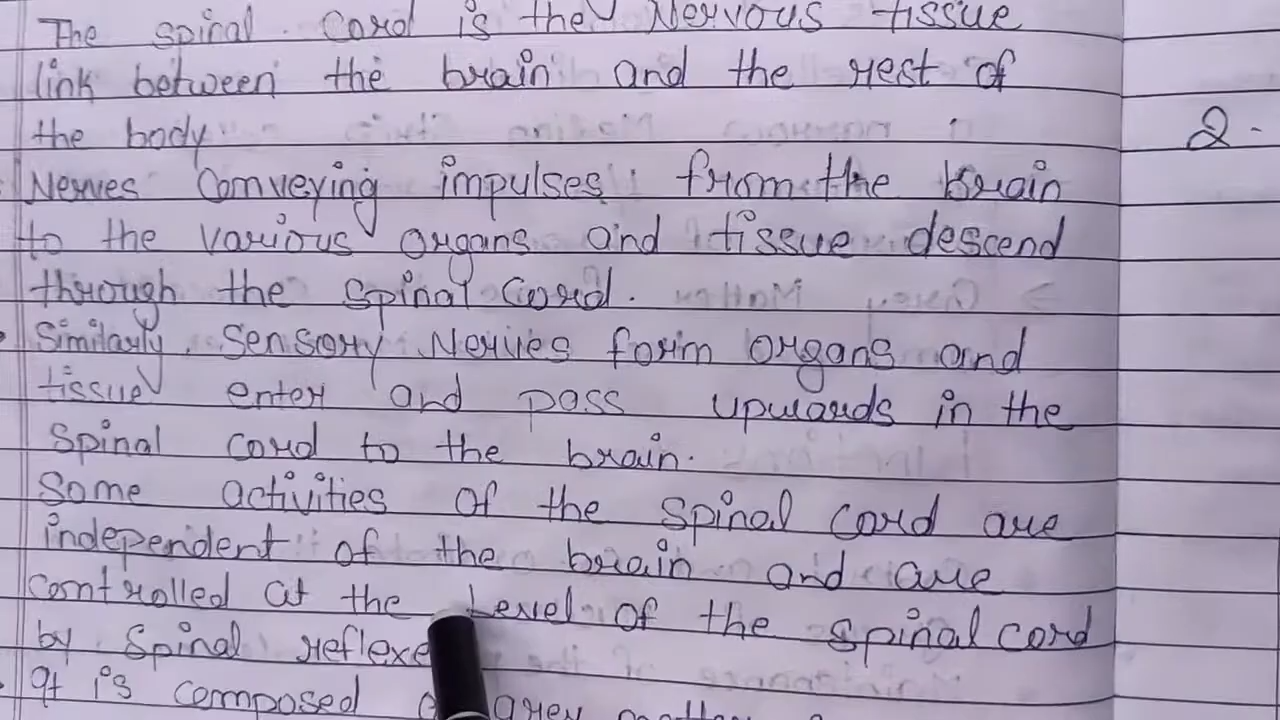 The spinal cord is the Nervous tissue
link between the brain and the rest of
the body
2.
Nerves Conveying impulses from the brain
to the various organs and tissue descend
through the spinal cord.
Similarly, Sensory Nerves form organs and
tissue enter and pass upwards in the
Spinal cord to the brain.
Some activities of the spinal cord are
independent of the brain and are
controlled at the Level of the spinal cord
by Spinal reflexe
It is composed grey